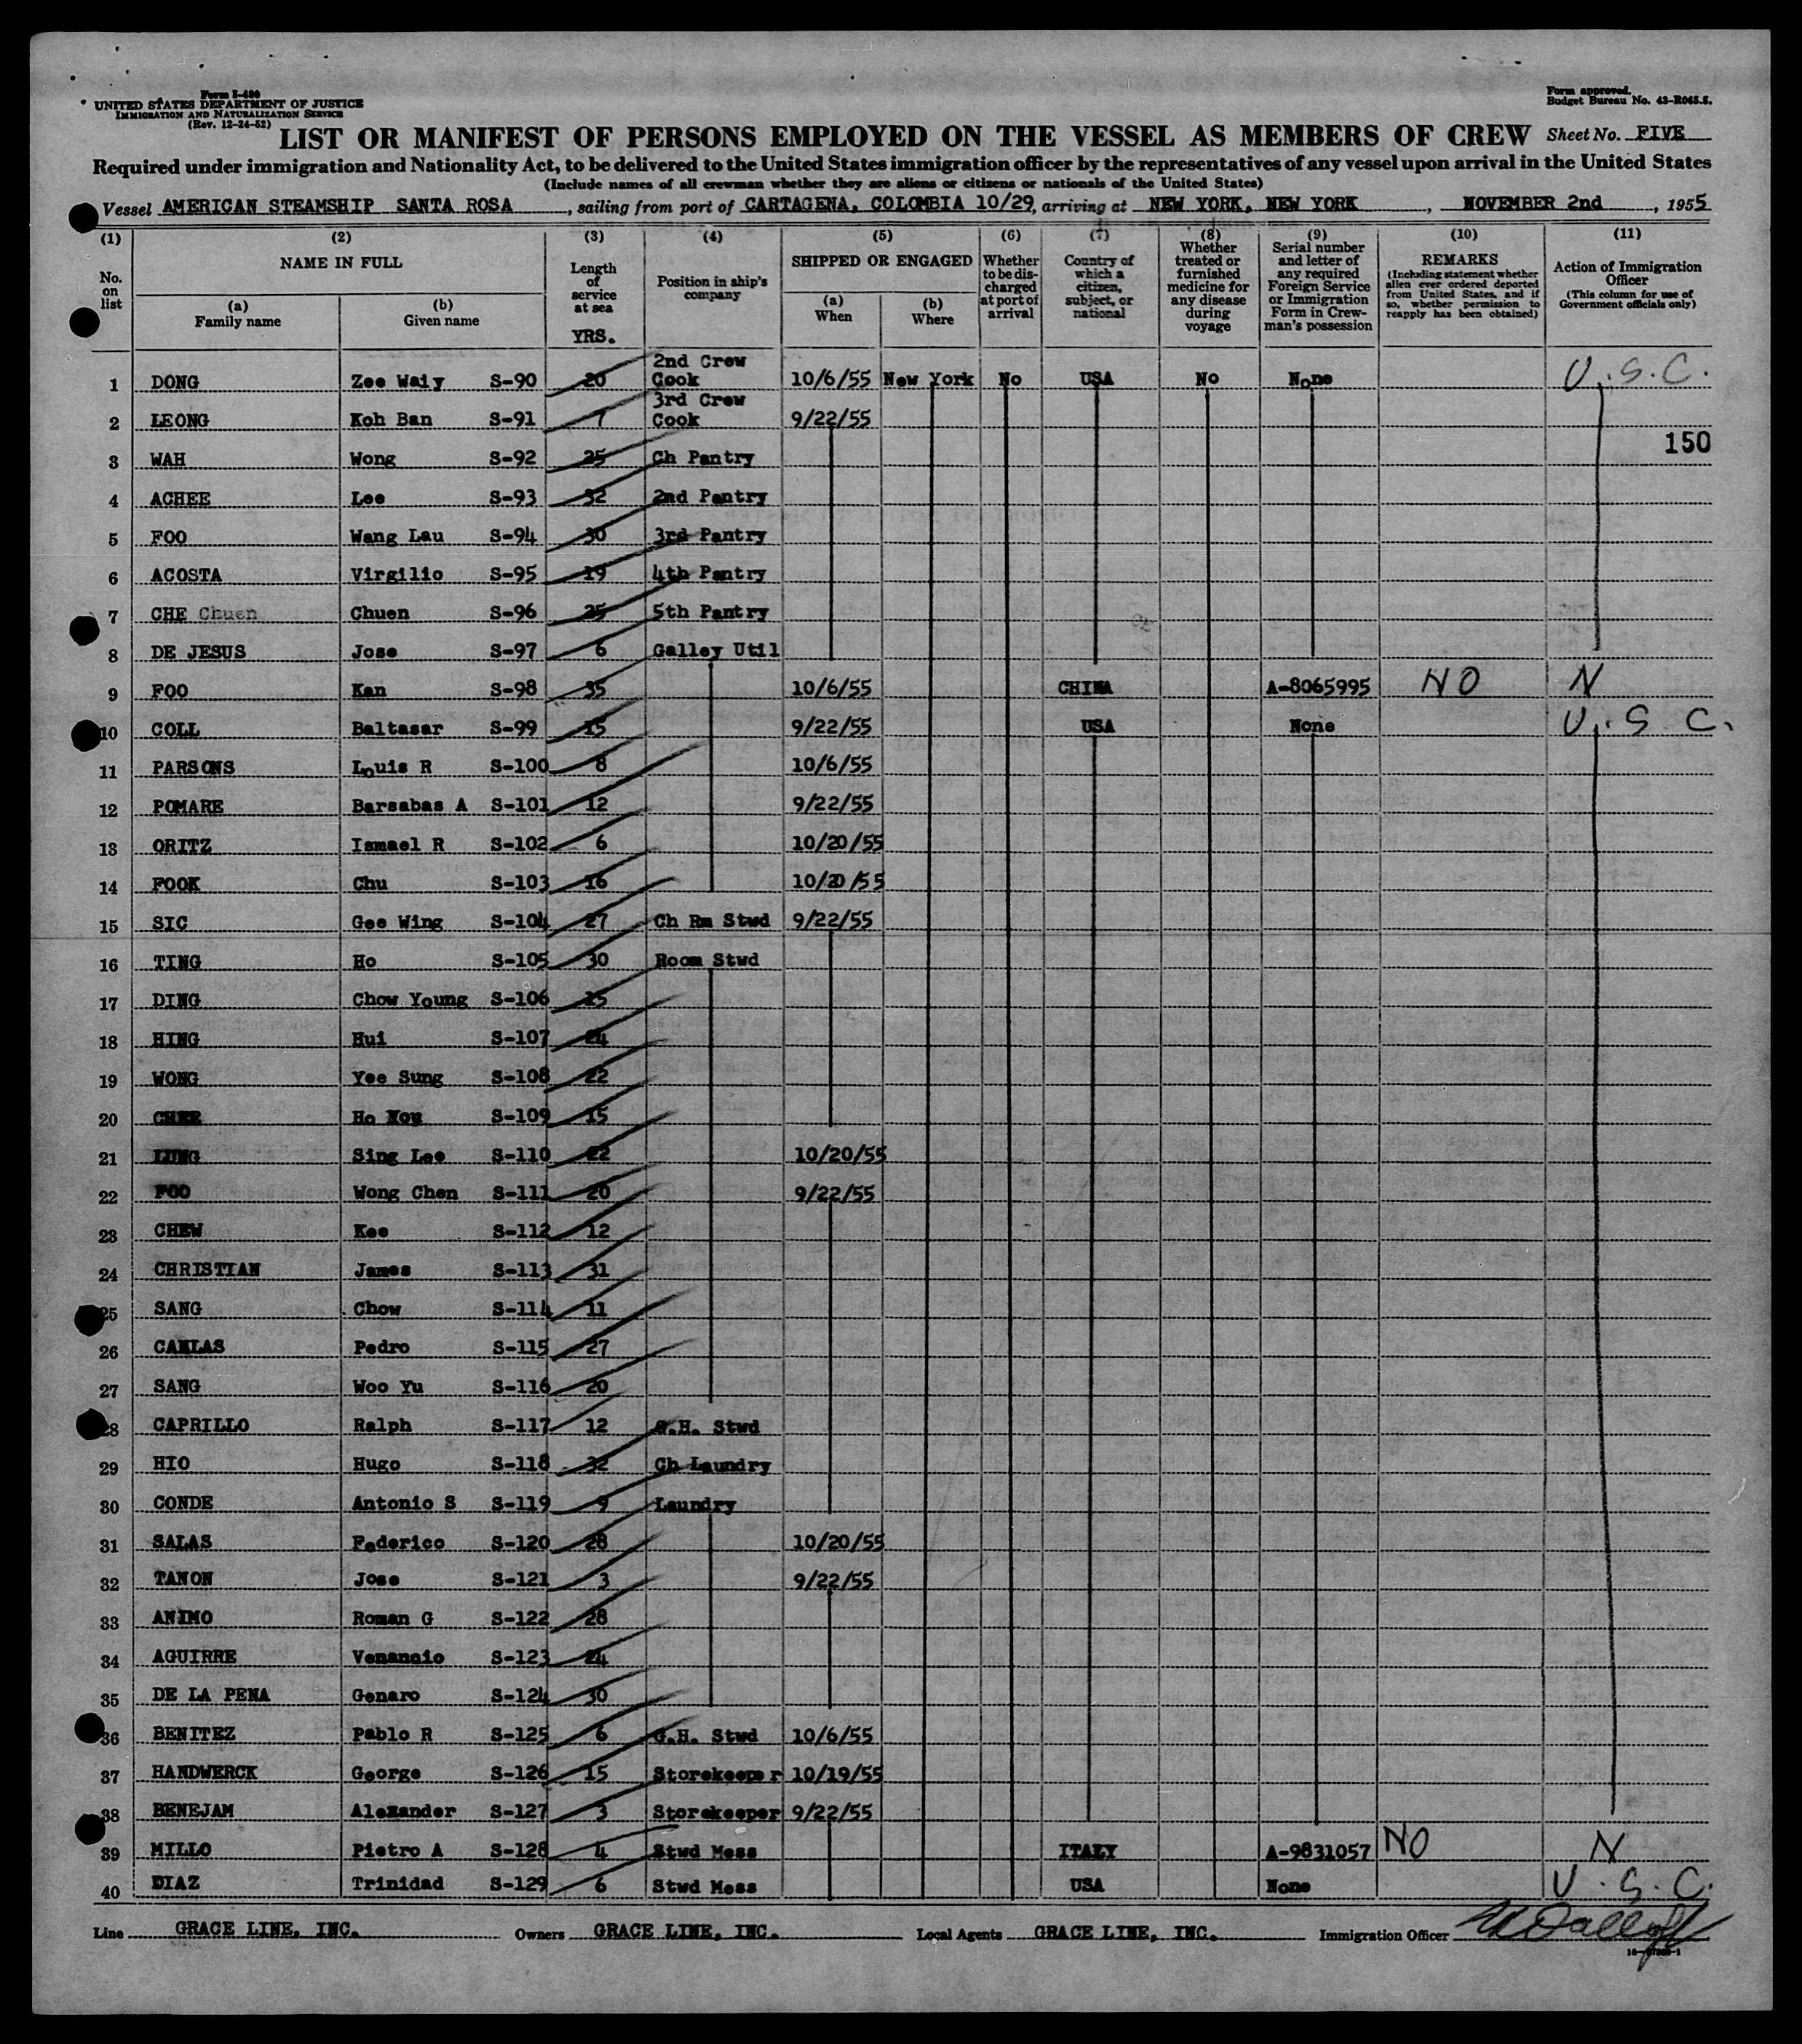 Form I-480
UNITED STATES DEPARTMENT OF JUSTICE
IMMIGRATION AND NATURALIZATION SERVICE
(Rev. 12-24-52)
Form approved.
Budget Bureau No. 43-R065.5.
LIST OR MANIFEST OF PERSONS EMPLOYED ON THE VESSEL AS MEMBERS OF CREW Sheet No. FIVE
Required under immigration and Nationality Act, to be delivered to the United States immigration officer by the representatives of any vessel upon arrival in the United States
(Include names of all crewman whether they are aliens or citizens or nationals of the United States)
Vessel AMERICAN STEAMSHIP SANTA ROSA, sailing from port of CARTAGENA, COLOMBIA 10/29, arriving at NEW YORK, NEW YORK, NOVEMBER 2nd, 1955
(1) (2) (3) (4) (5) (6) (7) (8) (9) (10) (11)
No. on list
NAME IN FULL
(a) Family name
(b) Given name
Length of service at sea
YRS.
Position in ship's company
SHIPPED OR ENGAGED
(a) When
(b) Where
Whether to be discharged at port of arrival
Country of which a citizen, subject, or national
Whether treated or furnished medicine for any disease during voyage
Serial number and letter of any required Foreign Service or Immigration Form in Crewman's possession
REMARKS
(Including statement whether alien ever ordered deported from United States, and if so, whether permission to reapply has been obtained)
Action of Immigration Officer
(This column for use of Government officials only)
1 DONG Zee Waiy S-90 20 2nd Crew Cook 10/6/55 New York No USA No None U.S.C.
2 LEONG Koh Ban S-91 7 3rd Crew Cook 9/22/55
150
3 WAH Wong S-92 25 Ch Pantry
4 ACHEE Lee S-93 32 2nd Pantry
5 FOO Wang Lau S-94 30 3rd Pantry
6 ACOSTA Virgilio S-95 19 4th Pantry
7 CHE Chuen Chuen S-96 25 5th Pantry
8 DE JESUS Jose S-97 6 Galley Util
9 FOO Kan S-98 35 10/6/55 CHINA A-8065995 NO N
10 COLL Baltasar S-99 15 9/22/55 USA None U.S.C.
11 PARSONS Louis R S-100 8 10/6/55
12 POMARE Barsabas A S-101 12 9/22/55
13 ORITZ Ismael R S-102 6 10/20/55
14 FOOK Chu S-103 16 10/20/55
15 SIC Gee Wing S-104 27 Ch Rm Stwd 9/22/55
16 TING Ho S-105 30 Room Stwd
17 DING Chow Young S-106 15
18 HING Hui S-107 24
19 WONG Yee Sung S-108 22
20 CHEE Ho Nou S-109 15
21 LUNG Sing Lee S-110 22 10/20/55
22 FOO Wong Chen S-111 20 9/22/55
23 CHEW Kee S-112 12
24 CHRISTIAN James S-113 31
25 SANG Chow S-114 11
26 CANLAS Pedro S-115 27
27 SANG Woo Yu S-116 20
28 CAPRILLO Ralph S-117 12 G.H. Stwd
29 HIO Hugo S-118 32 Ch Laundry
30 CONDE Antonio S S-119 9 Laundry
31 SALAS Federico S-120 28 10/20/55
32 TANON Jose S-121 3 9/22/55
33 ANIMO Roman G S-122 28
34 AGUIRRE Venancio S-123 24
35 DE LA PENA Genaro S-124 30
36 BENITEZ Pablo R S-125 6 G.H. Stwd 10/6/55
37 HANDWERCK George S-126 15 Storekeeper 10/19/55
38 BENEJAM Alexander S-127 3 Storekeeper 9/22/55
39 MILLO Pietro A S-128 4 Stwd Mess ITALY A-9831057 NO N
40 DIAZ Trinidad S-129 6 Stwd Mess USA None U.S.C.
Line GRACE LINE, INC. Owners GRACE LINE, INC. Local Agents GRACE LINE, INC. Immigration Officer